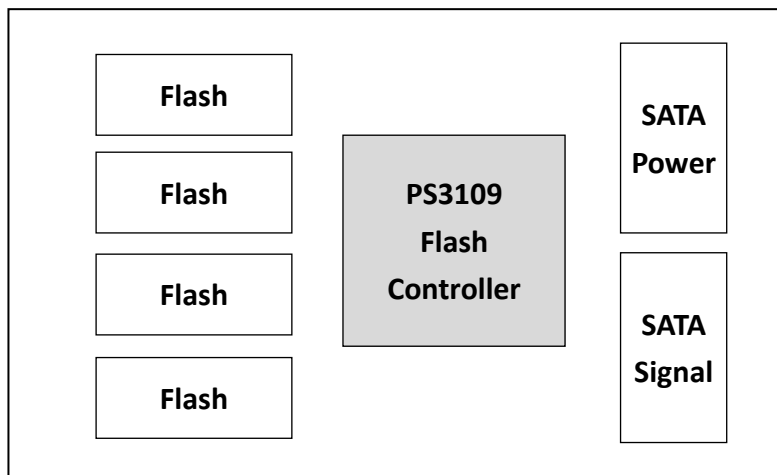 Flash
Flash
Flash
Flash
PS3109
Flash
Controller
SATA
Power
SATA
Signal